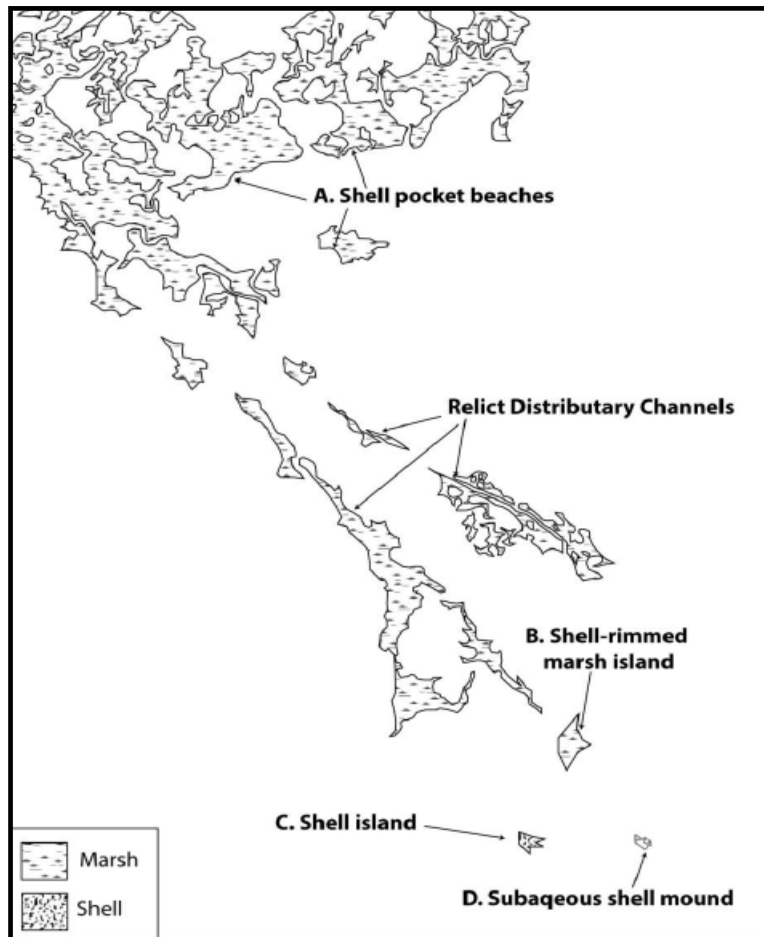 A. Shell pocket beaches
Relict Distributary Channels
B. Shell-rimmed
marsh island
C. Shell island
D. Subaqeous shell mound
Marsh
Shell